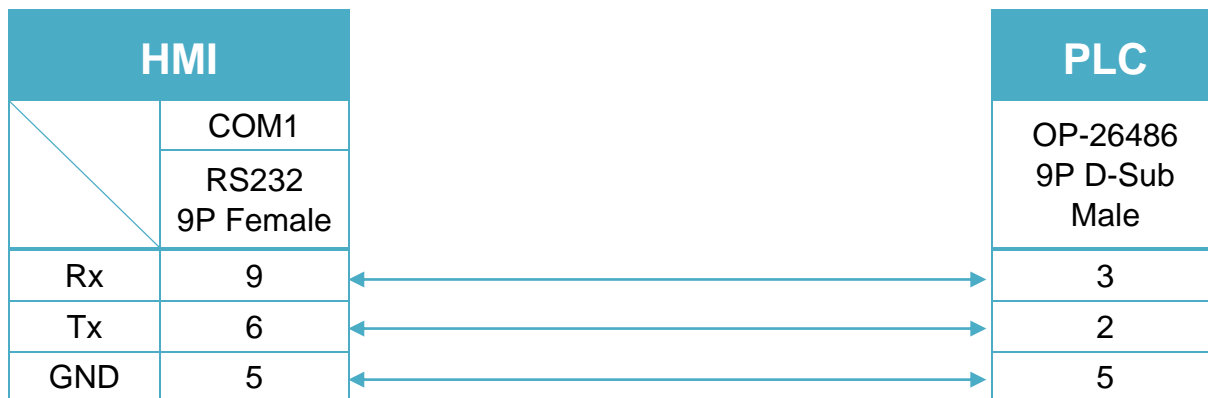 HMI
PLC
COM1
RS232
9P Female
OP-26486
9P D-Sub
Male
Rx 9 3
Tx 6 2
GND 5 5